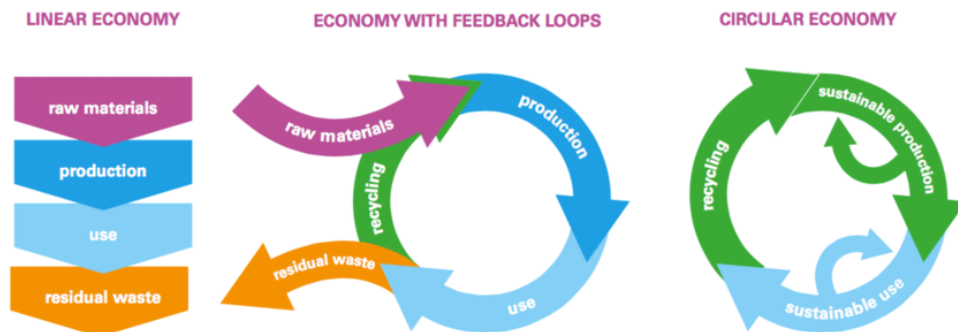 LINEAR ECONOMY
raw materials
production
use
residual waste
ECONOMY WITH FEEDBACK LOOPS
raw materials
production
use
residual waste
recycling
CIRCULAR ECONOMY
sustainable production
sustainable use
recycling